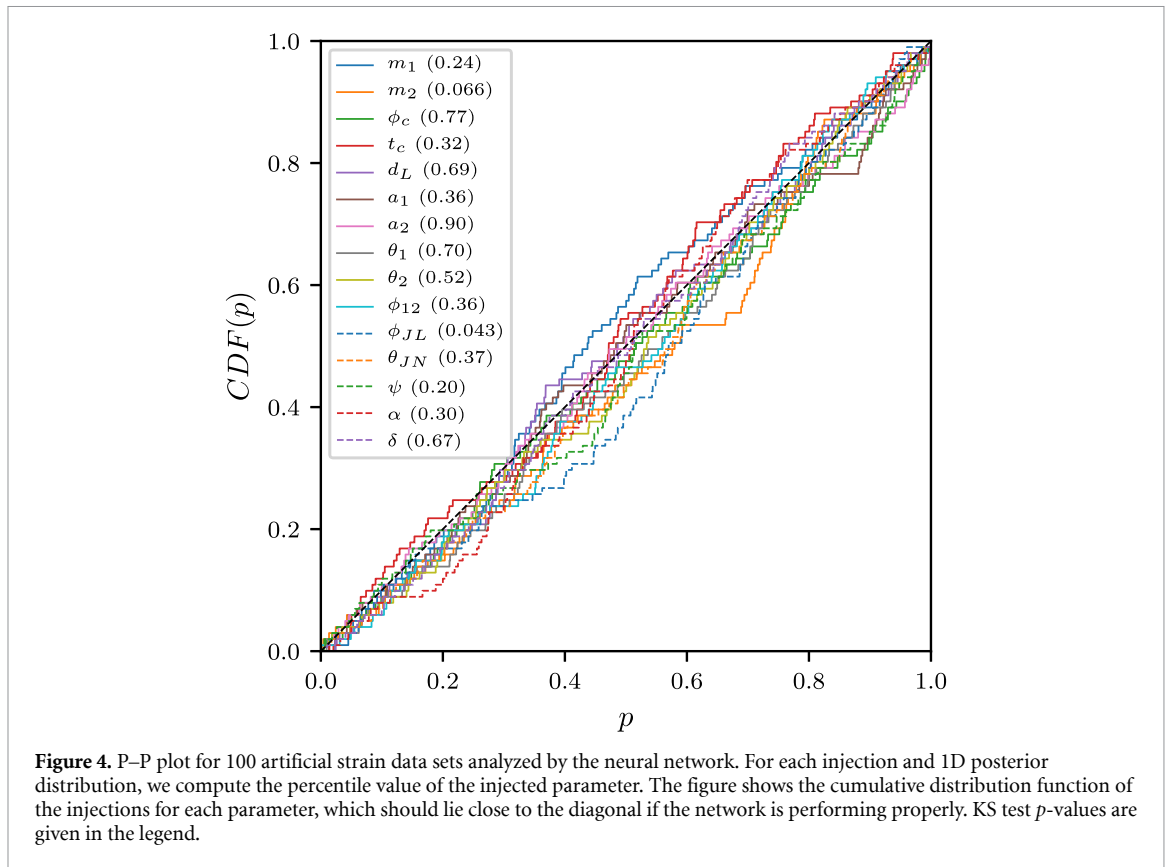 1.0
0.8
0.6
0.4
0.2
0.0
CDF(p)
m₁ (0.24)
m₂ (0.066)
ϕ_c (0.77)
t_c (0.32)
d_L (0.69)
a₁ (0.36)
a₂ (0.90)
θ₁ (0.70)
θ₂ (0.52)
ϕ₁₂ (0.36)
ϕ_JL (0.043)
θ_JN (0.37)
ψ (0.20)
α (0.30)
δ (0.67)
0.0 0.2 0.4 0.6 0.8 1.0
p
Figure 4. P–P plot for 100 artificial strain data sets analyzed by the neural network. For each injection and 1D posterior
distribution, we compute the percentile value of the injected parameter. The figure shows the cumulative distribution function of
the injections for each parameter, which should lie close to the diagonal if the network is performing properly. KS test p-values are
given in the legend.